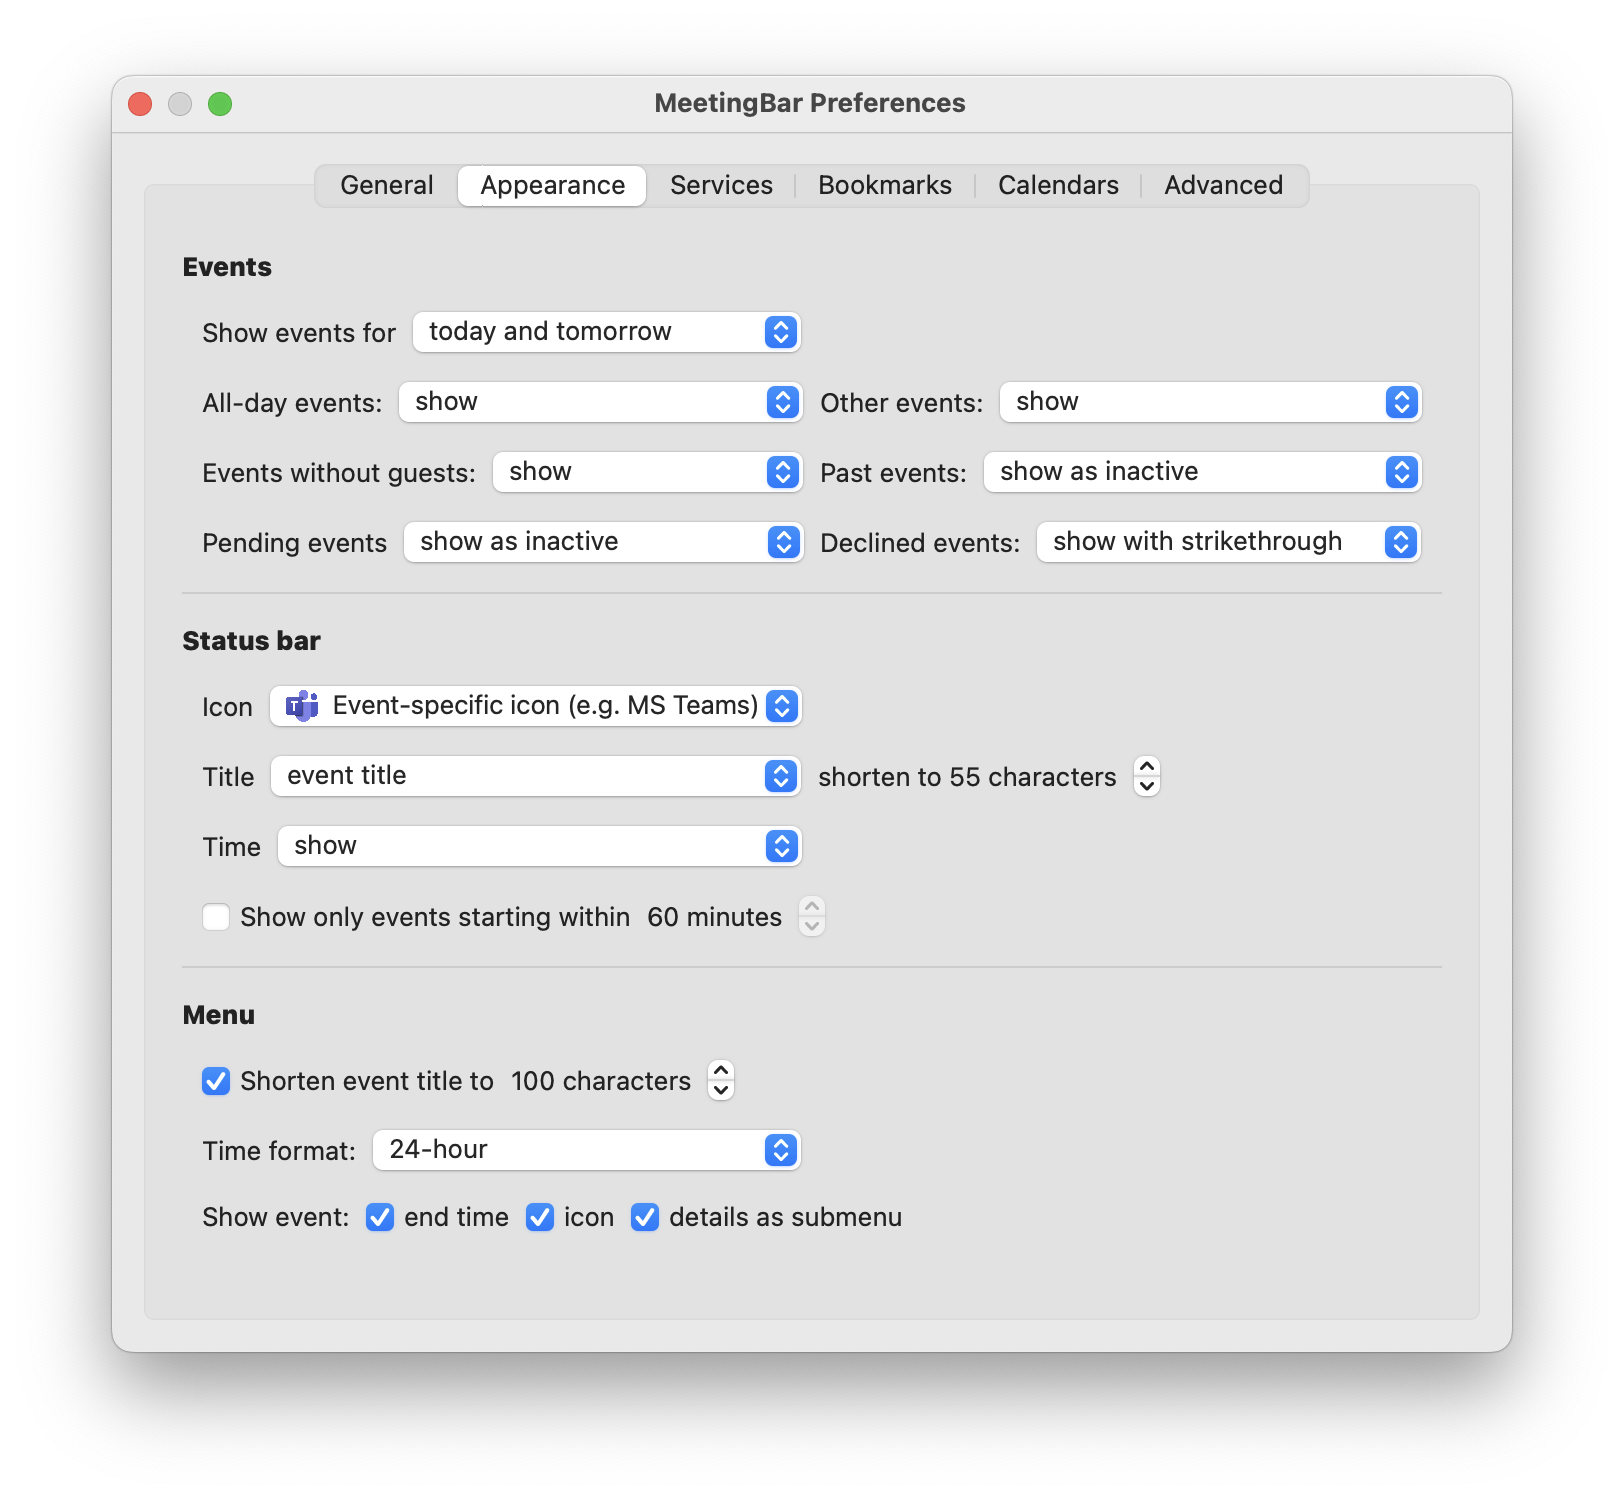 MeetingBar Preferences
General Appearance Services Bookmarks Calendars Advanced
Events
Show events for today and tomorrow
All-day events: show Other events: show
Events without guests: show Past events: show as inactive
Pending events show as inactive Declined events: show with strikethrough
Status bar
Icon Event-specific icon (e.g. MS Teams)
Title event title shorten to 55 characters
Time show
Show only events starting within 60 minutes
Menu
Shorten event title to 100 characters
Time format: 24-hour
Show event: end time icon details as submenu